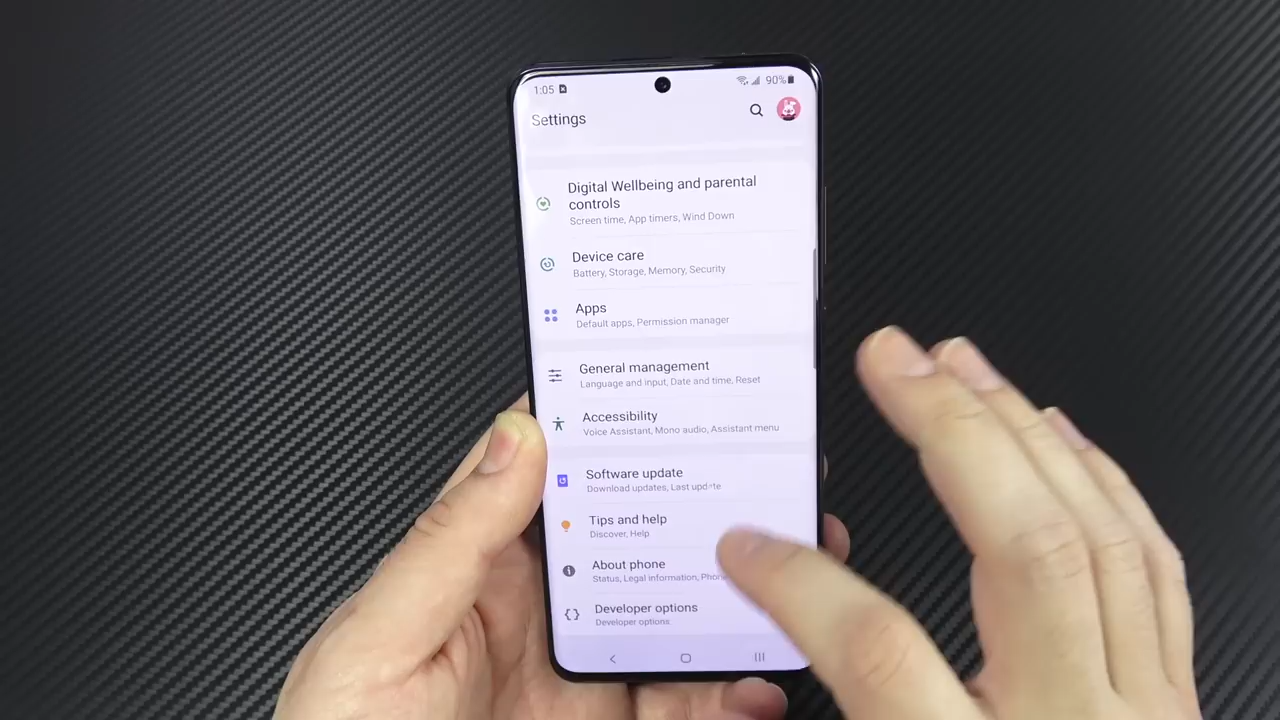 1:05
90%
Settings
Digital Wellbeing and parental
controls
Screen time, App timers, Wind Down
Device care
Battery, Storage, Memory, Security
Apps
Default apps, Permission manager
General management
Language and input, Date and time, Reset
Accessibility
Voice Assistant, Mono audio, Assistant menu
Software update
Download updates, Last update
Tips and help
Discover, Help
About phone
Status, Legal information,
Developer options
Developer options